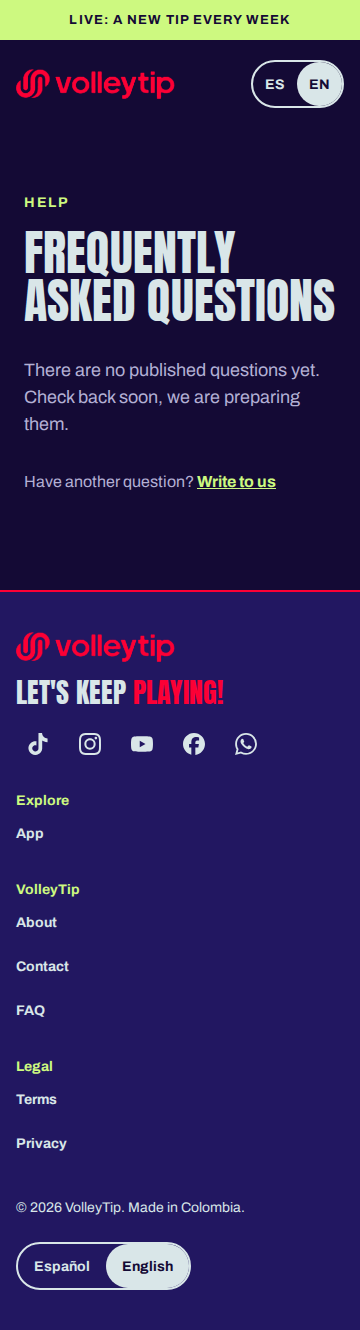 LIVE: A NEW TIP EVERY WEEK
volleytip
ES EN
HELP
FREQUENTLY
ASKED QUESTIONS
There are no published questions yet.
Check back soon, we are preparing
them.
Have another question? Write to us
volleytip
LET'S KEEP PLAYING!
Explore
App
VolleyTip
About
Contact
FAQ
Legal
Terms
Privacy
© 2026 VolleyTip. Made in Colombia.
Español English